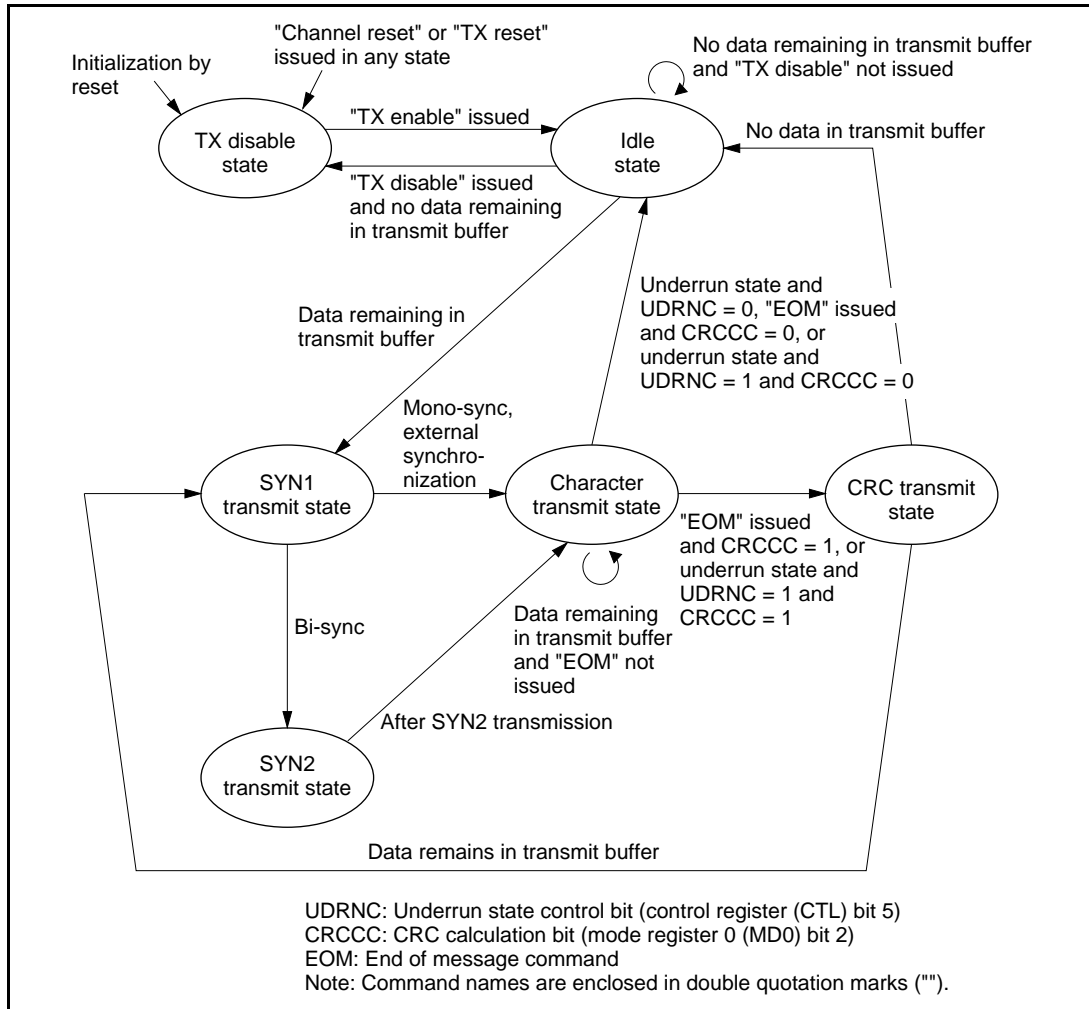 "Channel reset" or "TX reset"
issued in any state
Initialization by
reset
No data remaining in transmit buffer
and "TX disable" not issued
TX disable
state
"TX enable" issued
Idle
state
No data in transmit buffer
"TX disable" issued
and no data remaining
in transmit buffer
Data remaining in
transmit buffer
Underrun state and
UDRNC = 0, "EOM" issued
and CRCCC = 0, or
underrun state and
UDRNC = 1 and CRCCC = 0
Mono-sync,
external
synchro-
nization
SYN1
transmit state
Character
transmit state
CRC transmit
state
"EOM" issued
and CRCCC = 1, or
underrun state and
UDRNC = 1 and
CRCCC = 1
Data remaining
in transmit buffer
and "EOM" not
issued
Bi-sync
After SYN2 transmission
SYN2
transmit state
Data remains in transmit buffer
UDRNC: Underrun state control bit (control register (CTL) bit 5)
CRCCC: CRC calculation bit (mode register 0 (MD0) bit 2)
EOM: End of message command
Note: Command names are enclosed in double quotation marks ("").